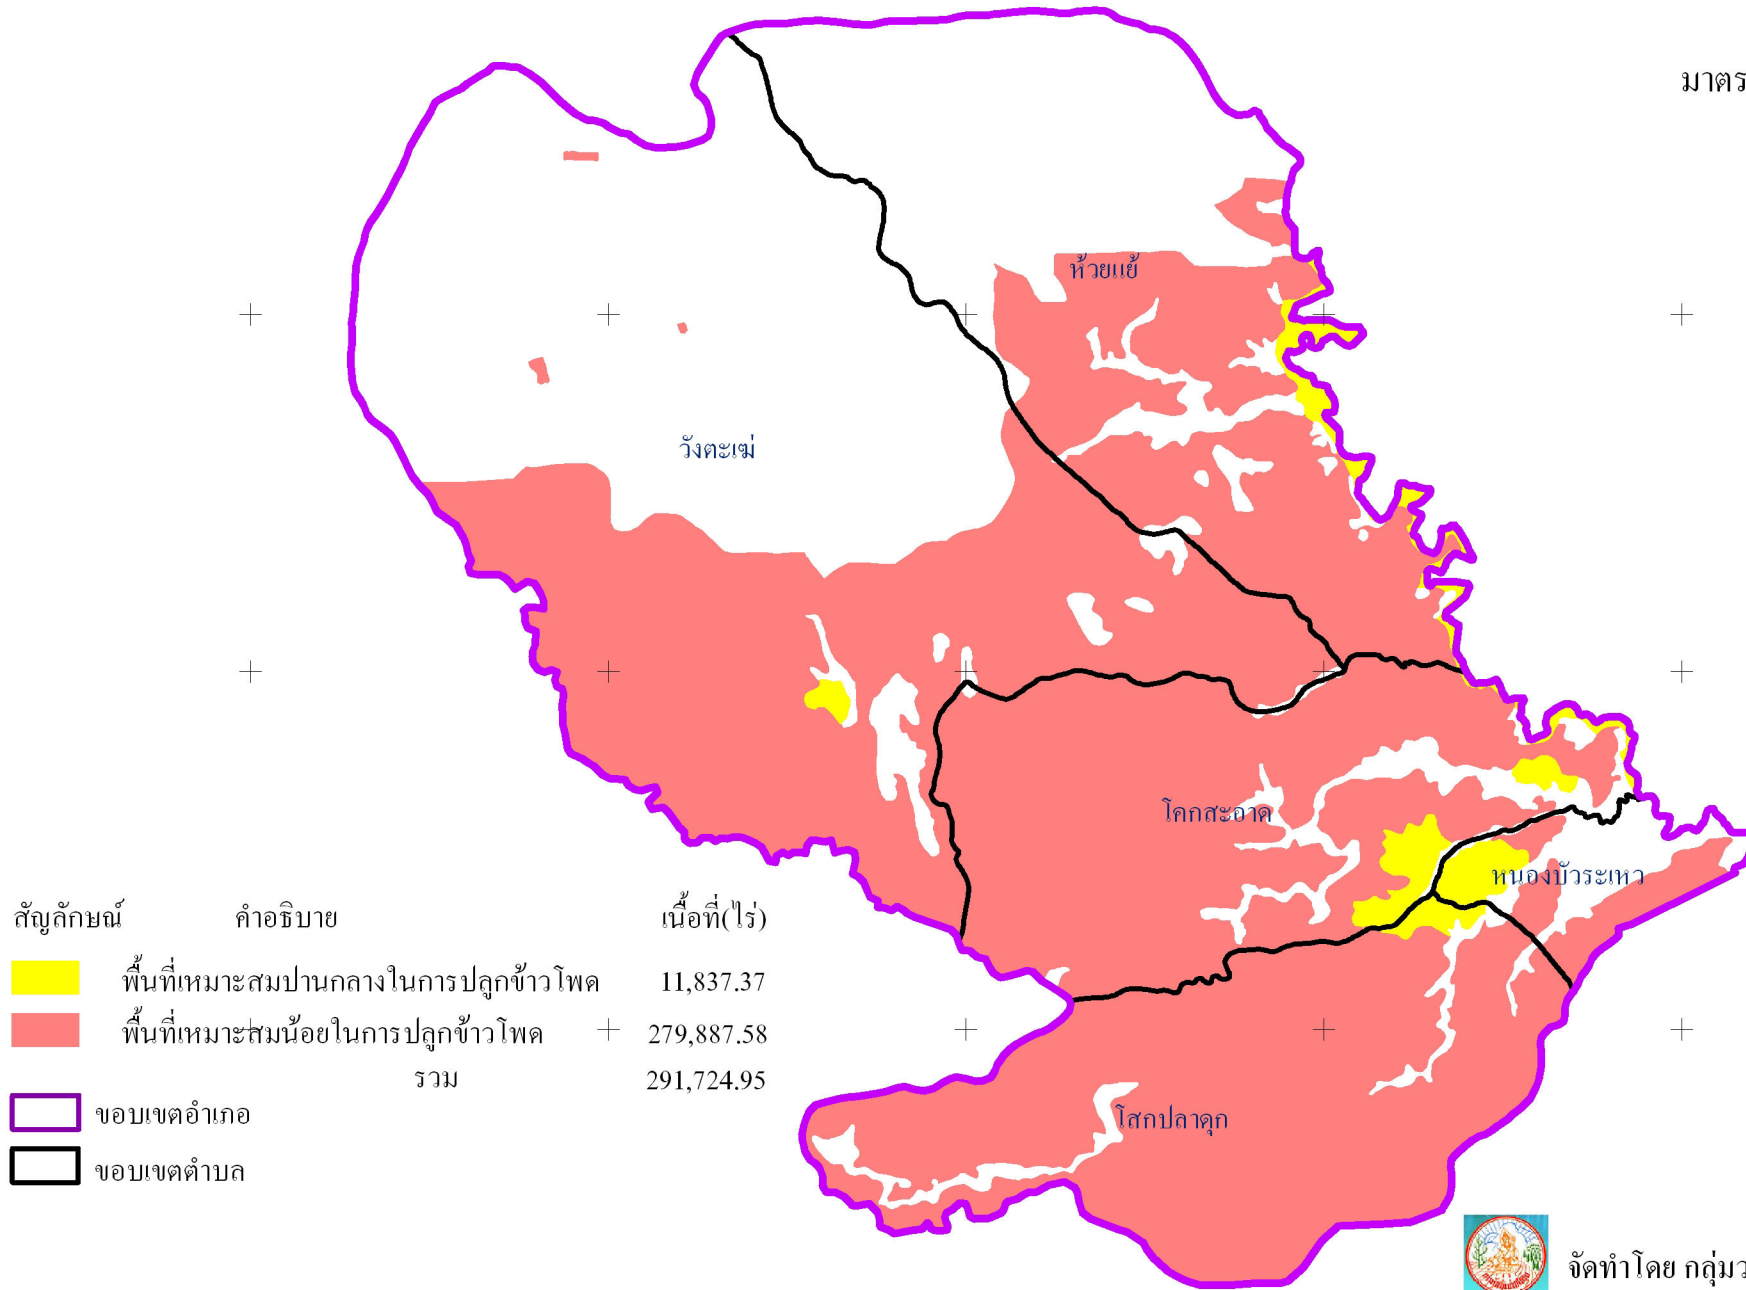 มาตร
ห้วยแย้
วังตะเฆ่
โคกสะอาด
หนองบัวระเหว
สัญลักษณ์ คำอธิบาย เนื้อที่(ไร่)
พื้นที่เหมาะสมปานกลางในการปลูกข้าวโพด 11,837.37
พื้นที่เหมาะสมน้อยในการปลูกข้าวโพด 279,887.58
รวม 291,724.95
ขอบเขตอำเภอ
โสกปลาดุก
ขอบเขตตำบล
จัดทำโดย กลุ่มว